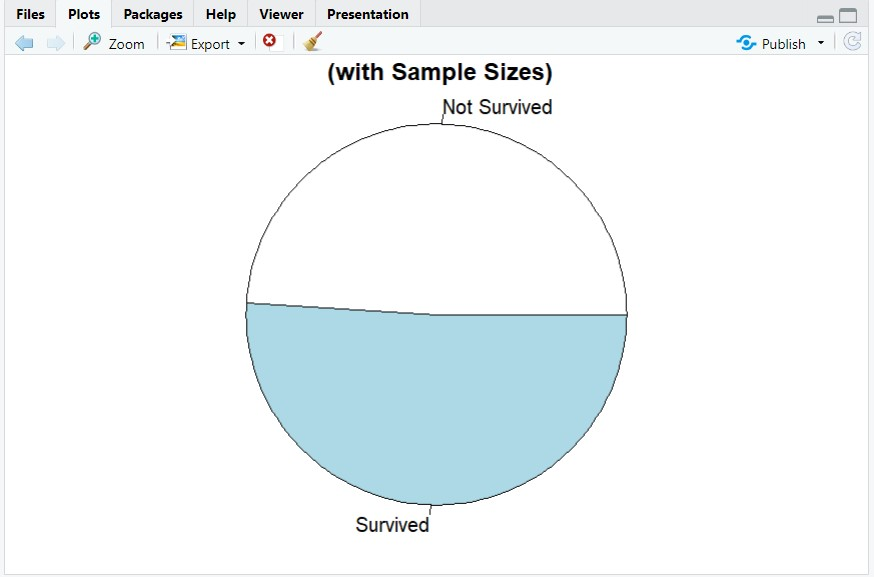 Files Plots Packages Help Viewer Presentation
Zoom Export Publish
(with Sample Sizes)
Not Survived
Survived